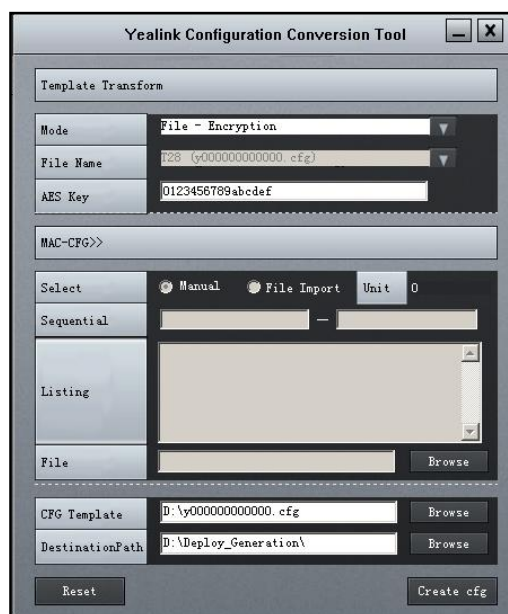 Yealink Configuration Conversion Tool
Template Transform
Mode File - Encryption
File Name T28 (y000000000000.cfg)
AES Key 0123456789abcdef
MAC-CFG>>
Select Manual File Import Unit 0
Sequential —
Listing
File Browse
CFG Template D:\y000000000000.cfg Browse
DestinationPath D:\Deploy_Generation\ Browse
Reset Create cfg